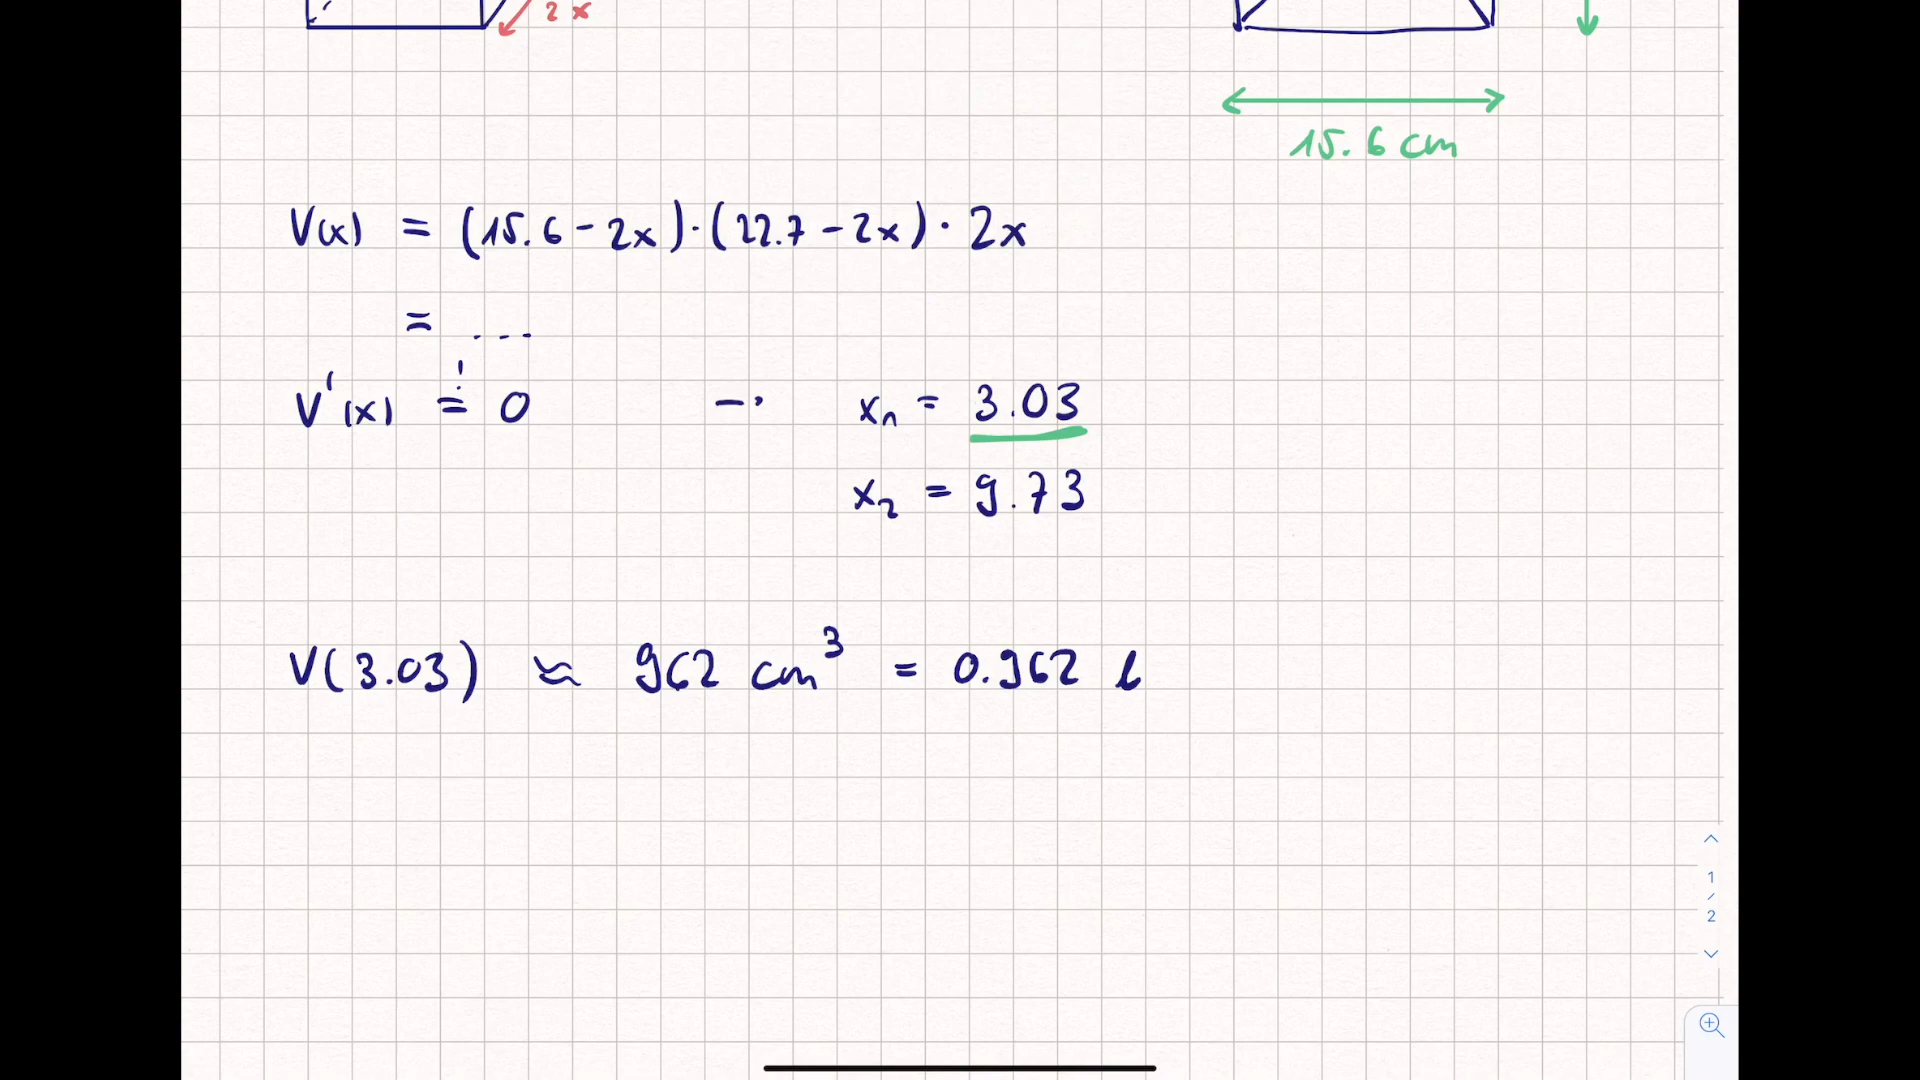 2 x
15.6 cm
V(x) = (15.6 - 2x) · (22.7 - 2x) · 2x
= ...
V'(x) =! 0 → x₁ = 3.03
x₂ = 9.73
V(3.03) ≈ 962 cm³ = 0.962 l
1
/
2